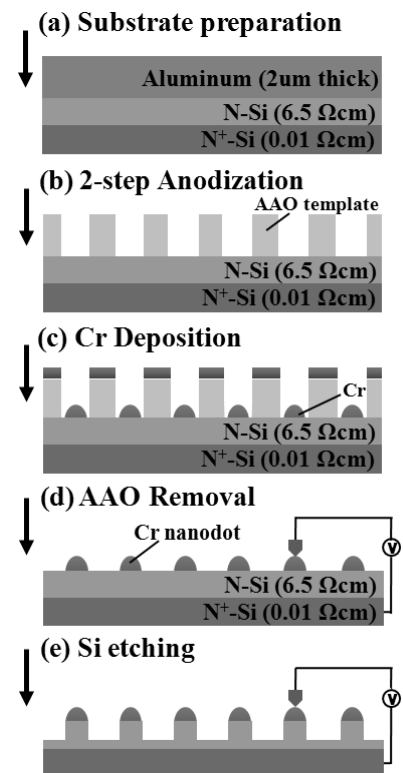 (a) Substrate preparation
Aluminum (2um thick)
N-Si (6.5 Ωcm)
N⁺-Si (0.01 Ωcm)
(b) 2-step Anodization
AAO template
N-Si (6.5 Ωcm)
N⁺-Si (0.01 Ωcm)
(c) Cr Deposition
Cr
N-Si (6.5 Ωcm)
N⁺-Si (0.01 Ωcm)
(d) AAO Removal
Cr nanodot
V
N-Si (6.5 Ωcm)
N⁺-Si (0.01 Ωcm)
(e) Si etching
V